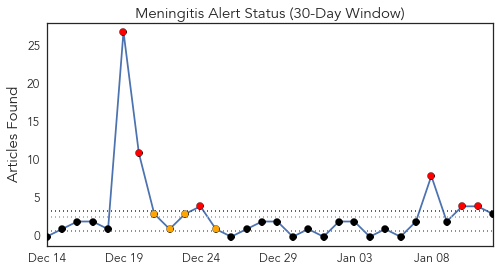 Meningitis Alert Status (30-Day Window)
Articles Found
25
20
15
10
5
0
Dec 14 Dec 19 Dec 24 Dec 29 Jan 03 Jan 08